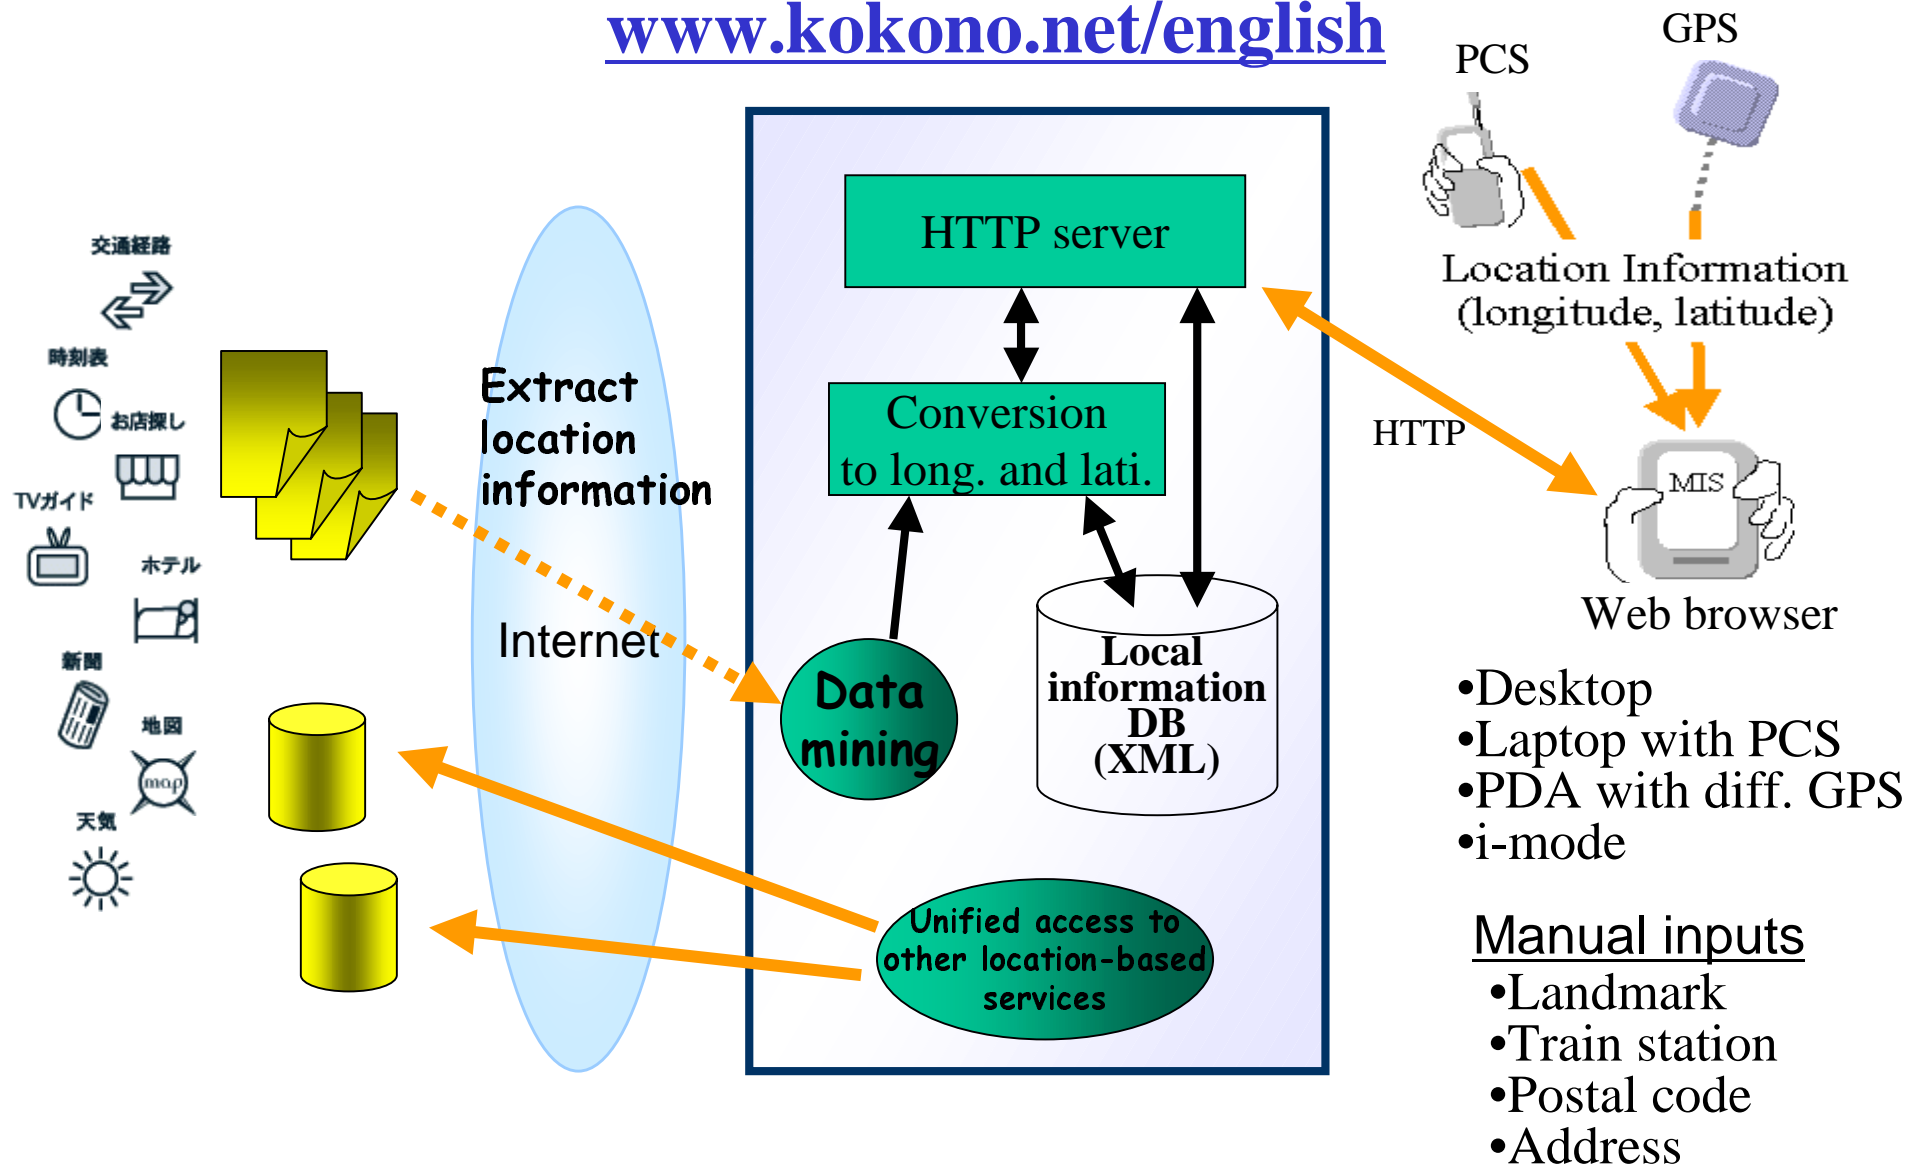 www.kokono.net/english
PCS
GPS
Location Information
(longitude, latitude)
HTTP
MIS
Web browser
•Desktop
•Laptop with PCS
•PDA with diff. GPS
•i-mode
Manual inputs
•Landmark
•Train station
•Postal code
•Address
HTTP server
Conversion
to long. and lati.
Data
mining
Local
information
DB
(XML)
Unified access to
other location-based
services
Extract
location
information
Internet
交通経路
時刻表
お店探し
TVガイド
ホテル
新聞
地図
map
天気